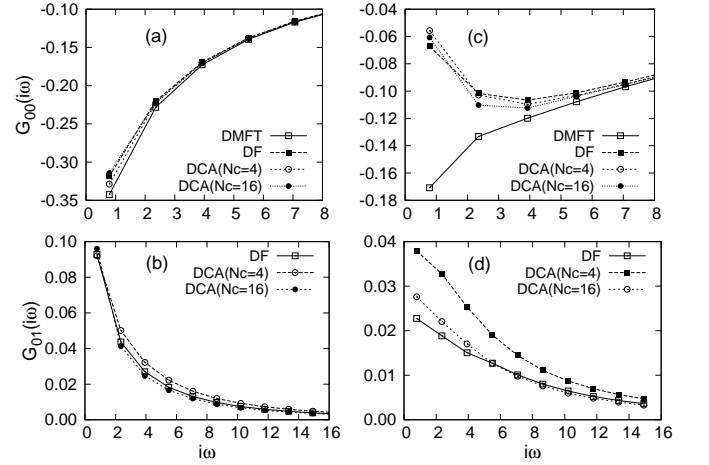 G00(iω)
-0.10
-0.15
-0.20
-0.25
-0.30
-0.35
(a)
DMFT
DF
DCA(Nc=4)
DCA(Nc=16)
0 1 2 3 4 5 6 7 8
-0.04
-0.06
-0.08
-0.10
-0.12
-0.14
-0.16
-0.18
(c)
DMFT
DF
DCA(Nc=4)
DCA(Nc=16)
0 1 2 3 4 5 6 7 8
G01(iω)
0.10
0.08
0.06
0.04
0.02
0.00
(b)
DF
DCA(Nc=4)
DCA(Nc=16)
0 2 4 6 8 10 12 14 16
iω
0.04
0.03
0.02
0.01
0.00
(d)
DF
DCA(Nc=4)
DCA(Nc=16)
0 2 4 6 8 10 12 14 16
iω